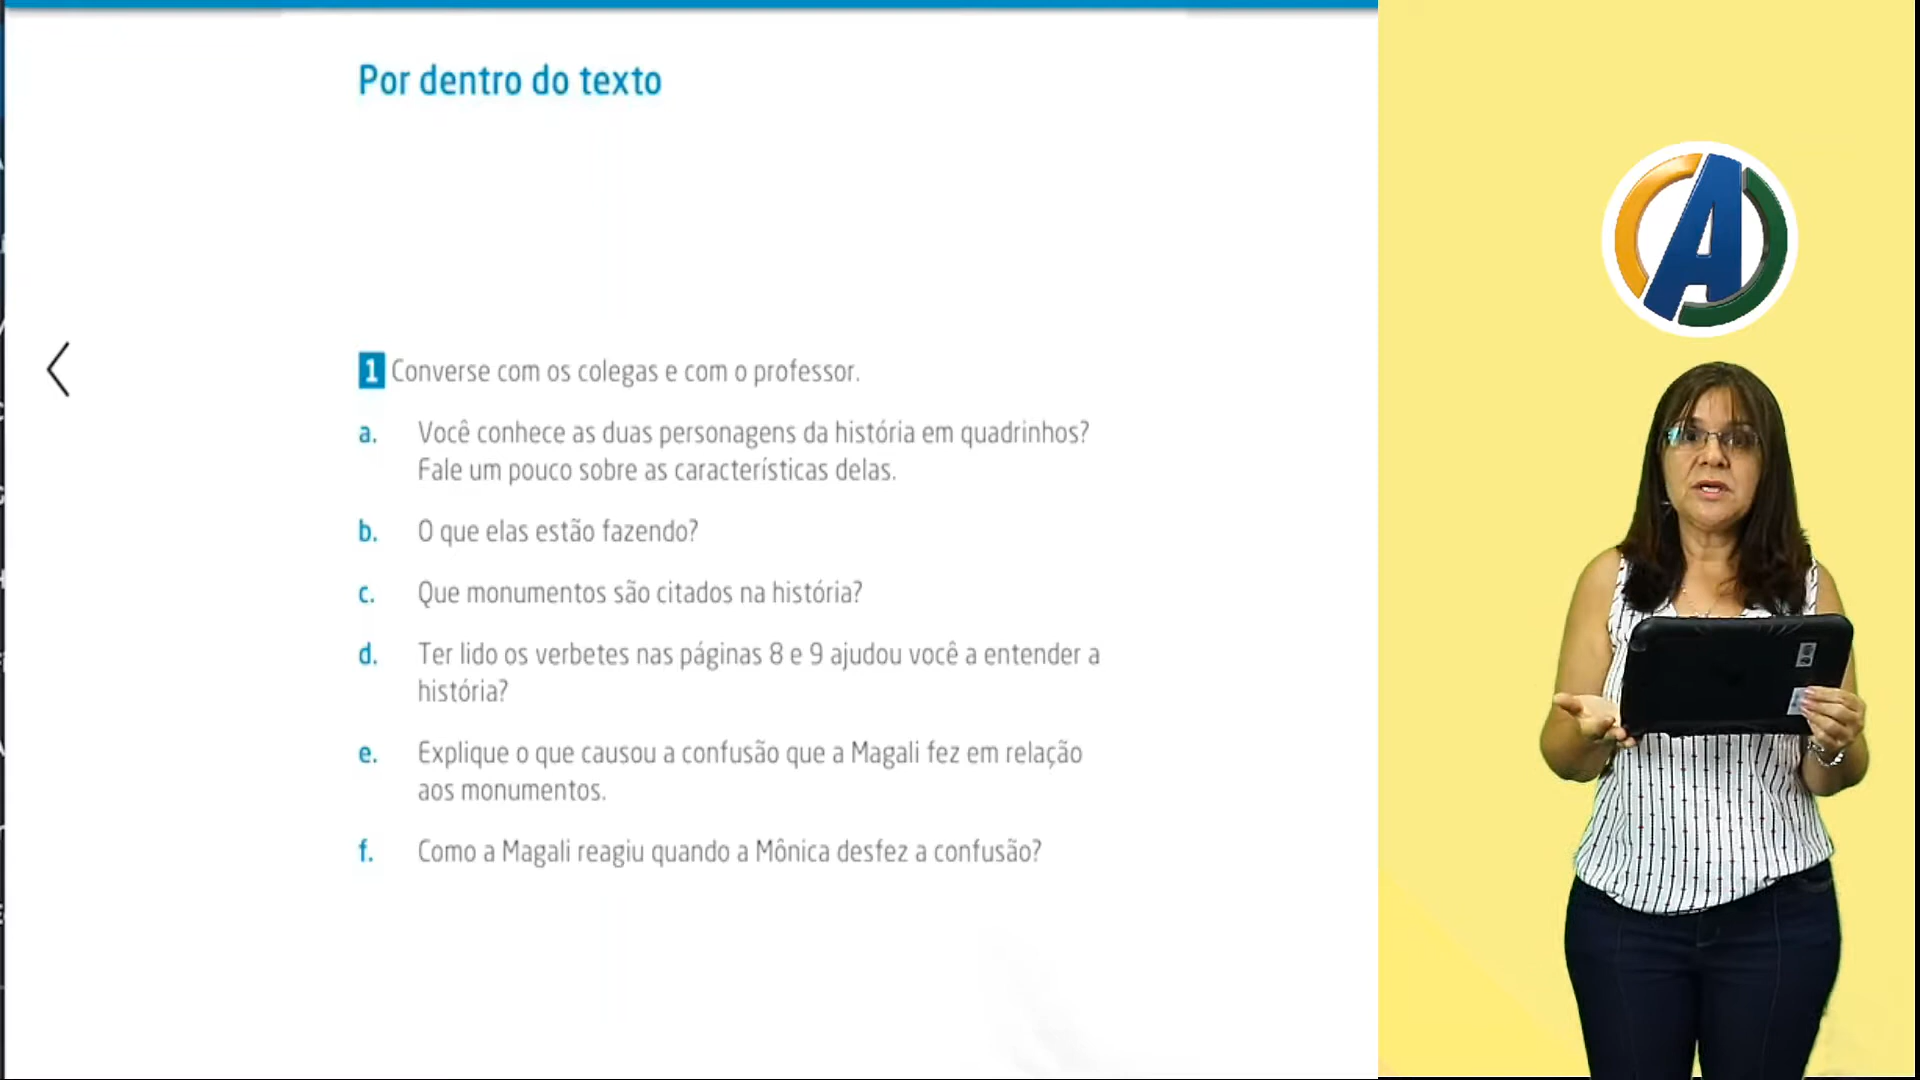 Por dentro do texto
1 Converse com os colegas e com o professor.
a. Você conhece as duas personagens da história em quadrinhos?
Fale um pouco sobre as características delas.
b. O que elas estão fazendo?
c. Que monumentos são citados na história?
d. Ter lido os verbetes nas páginas 8 e 9 ajudou você a entender a
história?
e. Explique o que causou a confusão que a Magali fez em relação
aos monumentos.
f. Como a Magali reagiu quando a Mônica desfez a confusão?
A